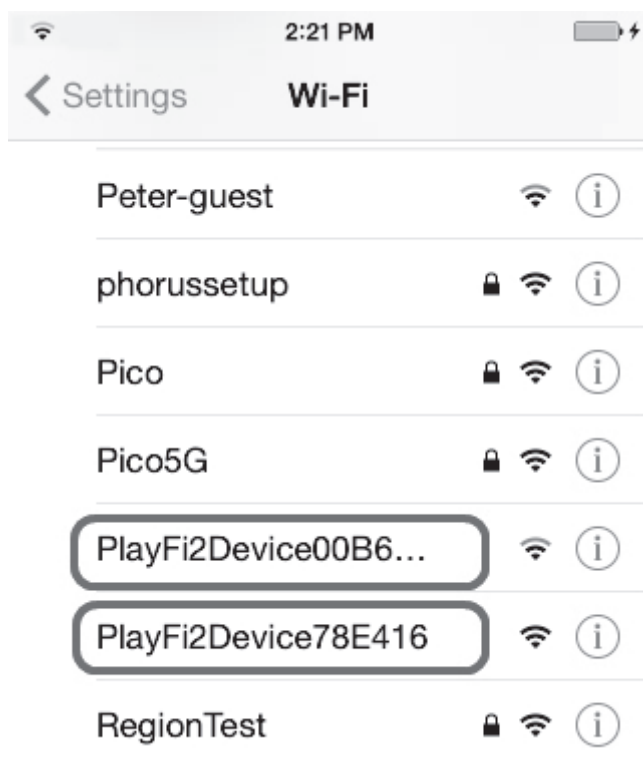 2:21 PM
Settings Wi-Fi
Peter-guest
phorussetup
Pico
Pico5G
PlayFi2Device00B6...
PlayFi2Device78E416
RegionTest